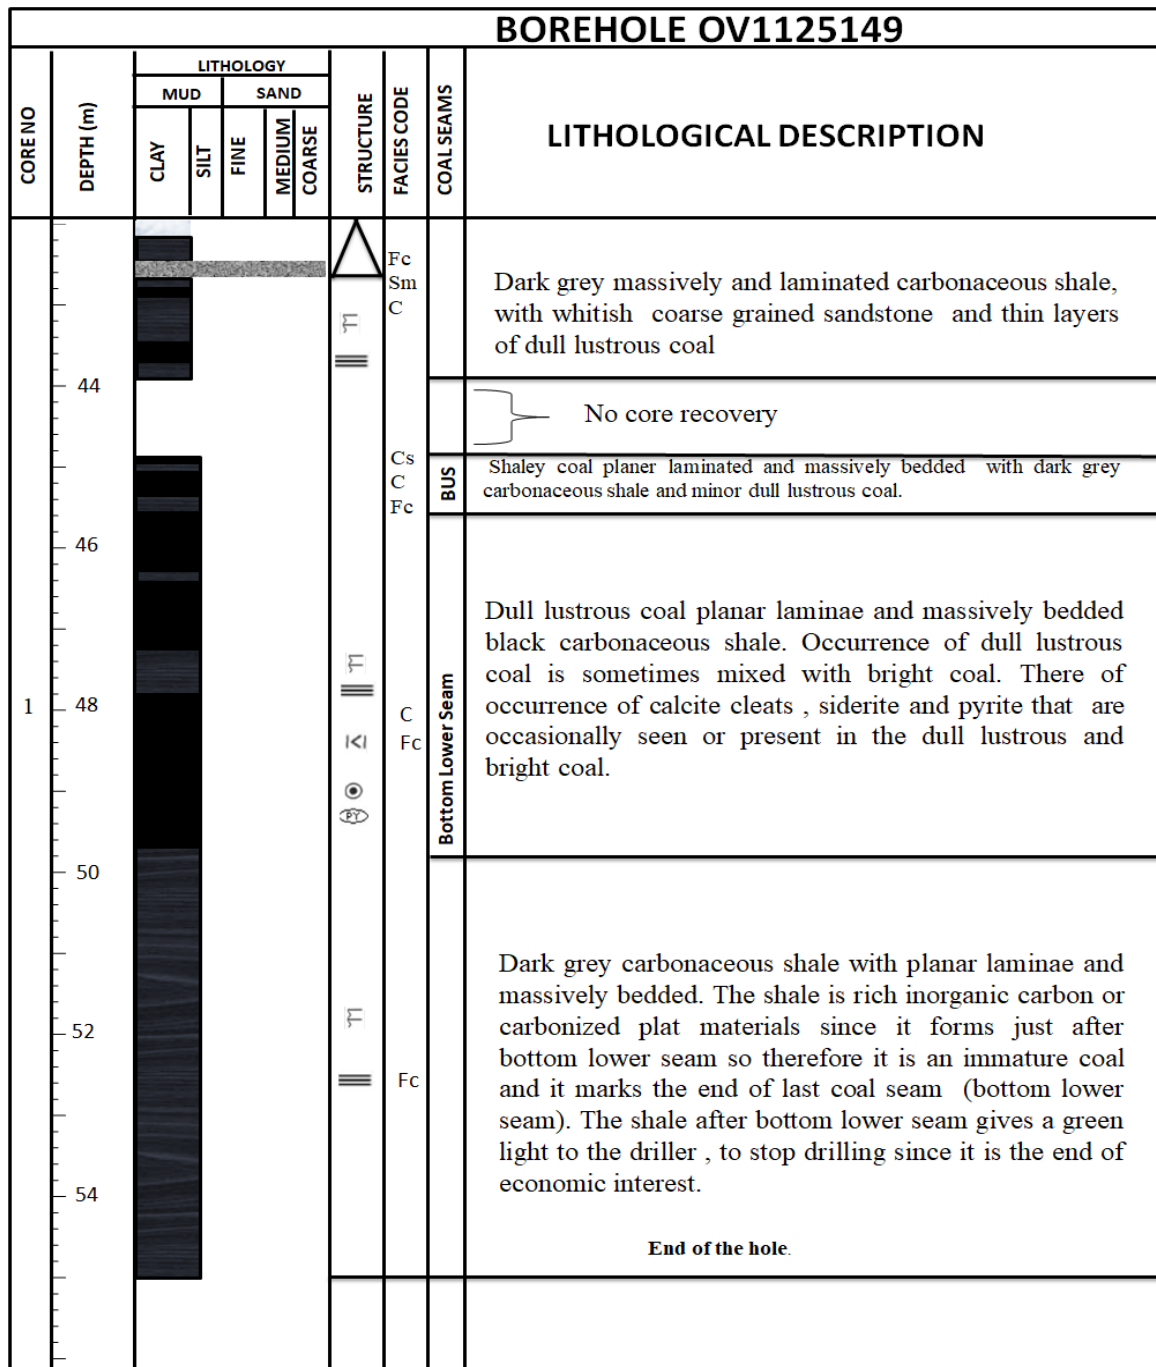 BOREHOLE OV1125149
CORE NO
DEPTH (m)
LITHOLOGY
MUD
SAND
CLAY
SILT
FINE
MEDIUM
COARSE
STRUCTURE
FACIES CODE
COAL SEAMS
LITHOLOGICAL DESCRIPTION
Fc
Sm
C
Dark grey massively and laminated carbonaceous shale,
with whitish coarse grained sandstone and thin layers
of dull lustrous coal
44
No core recovery
Cs
C
Fc
BUS
Shaley coal planer laminated and massively bedded with dark grey
carbonaceous shale and minor dull lustrous coal.
46
Dull lustrous coal planar laminae and massively bedded
black carbonaceous shale. Occurrence of dull lustrous
coal is sometimes mixed with bright coal. There of
occurrence of calcite cleats , siderite and pyrite that are
occasionally seen or present in the dull lustrous and
bright coal.
1
48
C
Fc
PY
Bottom Lower Seam
50
Dark grey carbonaceous shale with planar laminae and
massively bedded. The shale is rich inorganic carbon or
carbonized plat materials since it forms just after
bottom lower seam so therefore it is an immature coal
and it marks the end of last coal seam (bottom lower
seam). The shale after bottom lower seam gives a green
light to the driller , to stop drilling since it is the end of
economic interest.
52
Fc
54
End of the hole.